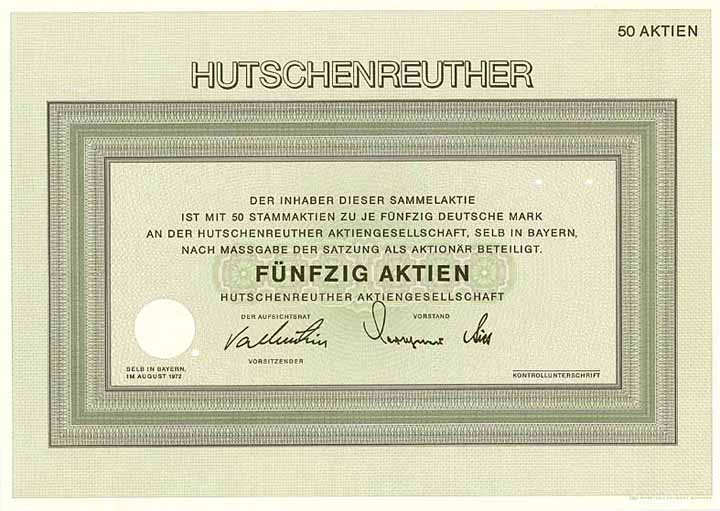 50 AKTIEN
HUTSCHENREUTHER
DER INHABER DIESER SAMMELAKTIE
IST MIT 50 STAMMAKTIEN ZU JE FÜNFZIG DEUTSCHE MARK
AN DER HUTSCHENREUTHER AKTIENGESELLSCHAFT, SELB IN BAYERN,
NACH MASSGABE DER SATZUNG ALS AKTIONÄR BETEILIGT.
FÜNFZIG AKTIEN
HUTSCHENREUTHER AKTIENGESELLSCHAFT
DER AUFSICHTSRAT VORSTAND
VORSITZENDER
SELB IN BAYERN,
IM AUGUST 1972
KONTROLLUNTERSCHRIFT